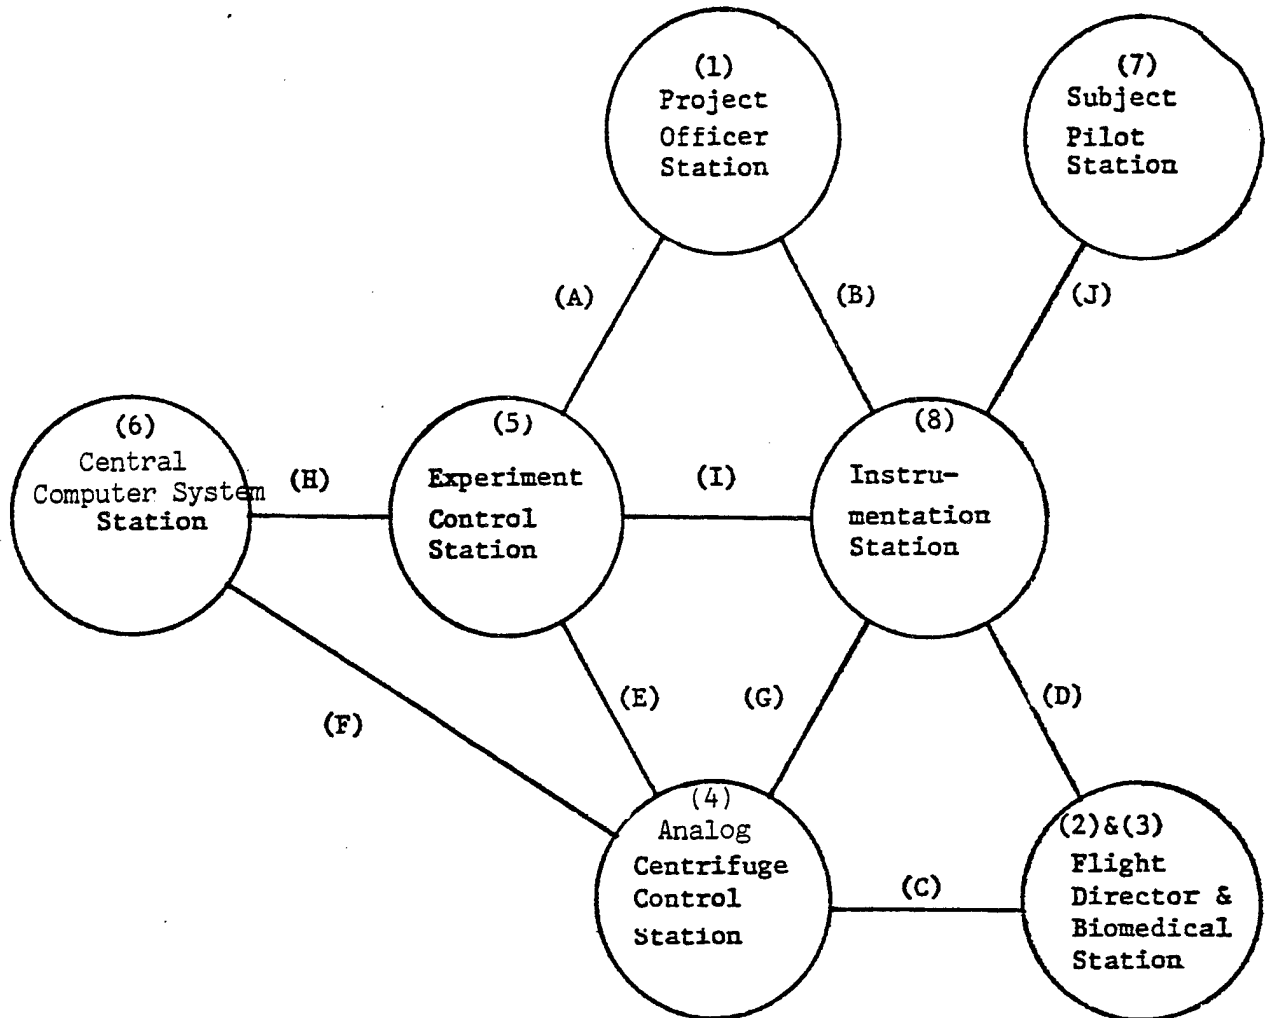 (1)
Project
Officer
Station
(7)
Subject
Pilot
Station
(A)
(B)
(J)
(6)
Central
Computer System
Station
(H)
(5)
Experiment
Control
Station
(I)
(8)
Instru-
mentation
Station
(F)
(E)
(G)
(D)
(4)
Analog
Centrifuge
Control
Station
(C)
(2)&(3)
Flight
Director &
Biomedical
Station